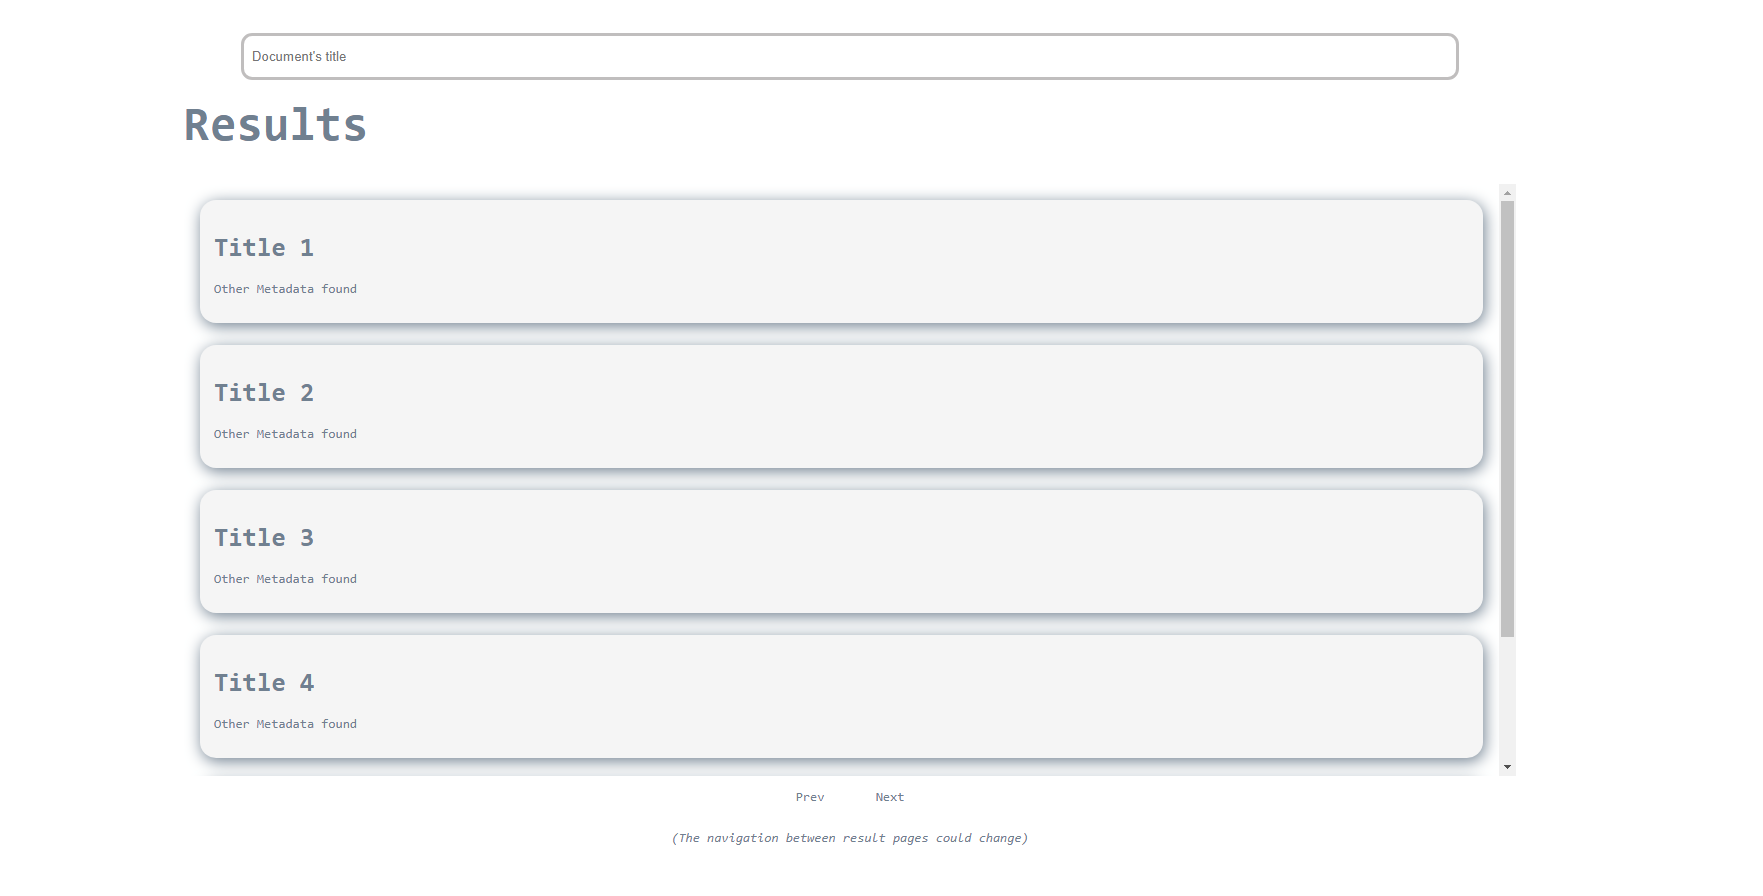 Document's title
Results
Title 1
Other Metadata found
Title 2
Other Metadata found
Title 3
Other Metadata found
Title 4
Other Metadata found
Prev Next
(The navigation between result pages could change)